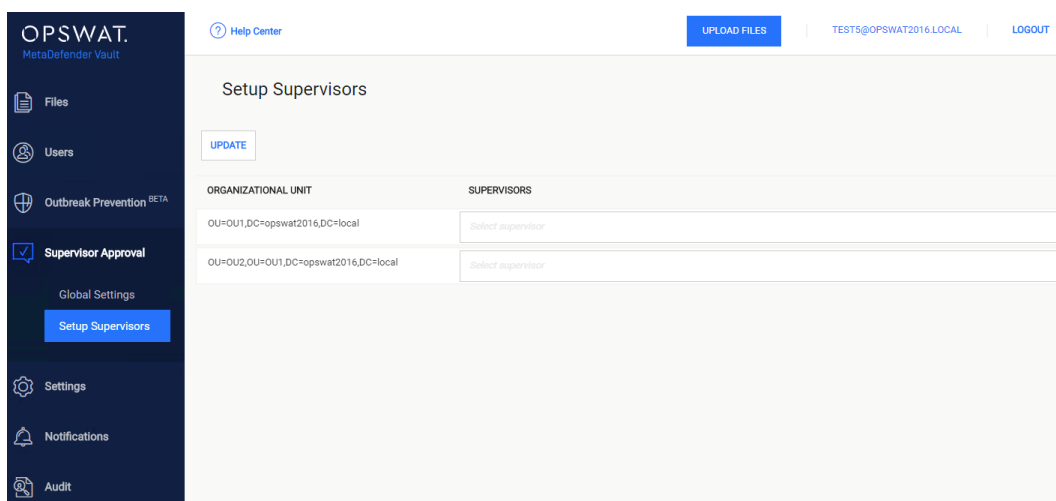 OPSWAT.
MetaDefender Vault
Files
Users
Outbreak Prevention BETA
Supervisor Approval
Global Settings
Setup Supervisors
Settings
Notifications
Audit
? Help Center
UPLOAD FILES
TEST5@OPSWAT2016.LOCAL
LOGOUT
Setup Supervisors
UPDATE
ORGANIZATIONAL UNIT SUPERVISORS
OU=OU1,DC=opswat2016,DC=local Select supervisor
OU=OU2,OU=OU1,DC=opswat2016,DC=local Select supervisor